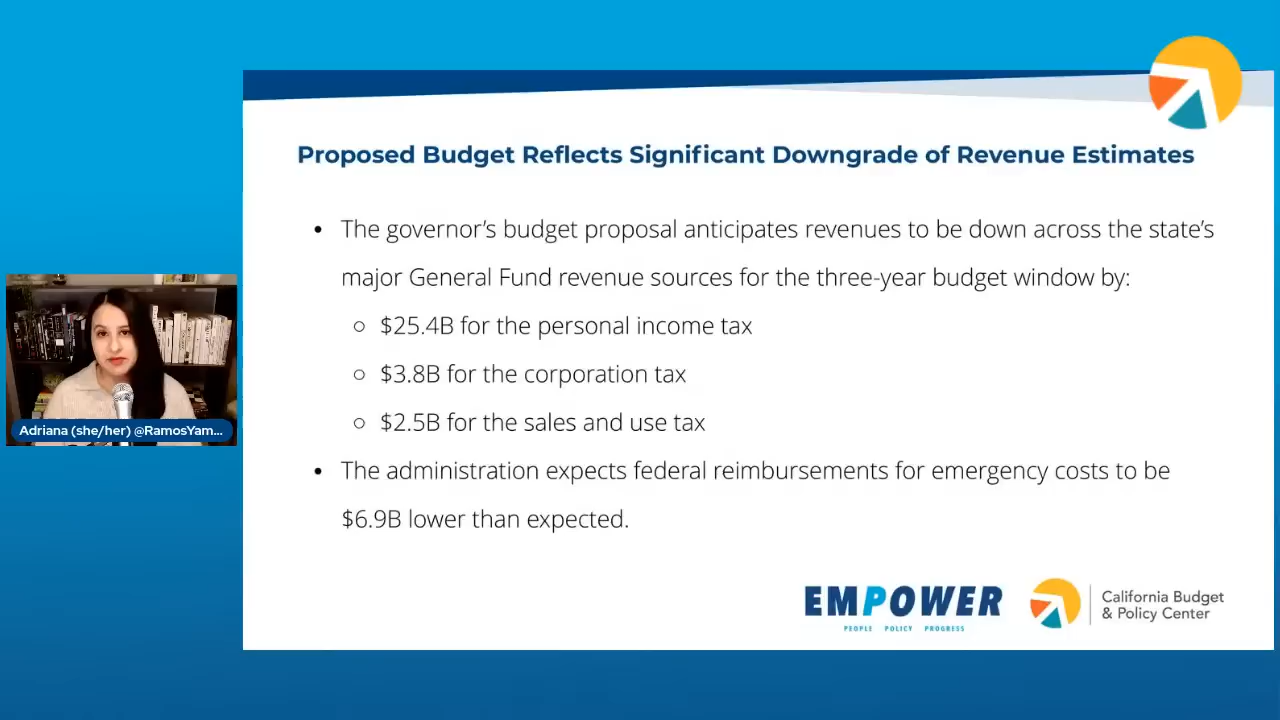 Proposed Budget Reflects Significant Downgrade of Revenue Estimates
• The governor's budget proposal anticipates revenues to be down across the state's
major General Fund revenue sources for the three-year budget window by:
○ $25.4B for the personal income tax
○ $3.8B for the corporation tax
○ $2.5B for the sales and use tax
• The administration expects federal reimbursements for emergency costs to be
$6.9B lower than expected.
Adriana (she/her) @RamosYam...
EMPOWER
PEOPLE POLICY PROGRESS
California Budget
& Policy Center